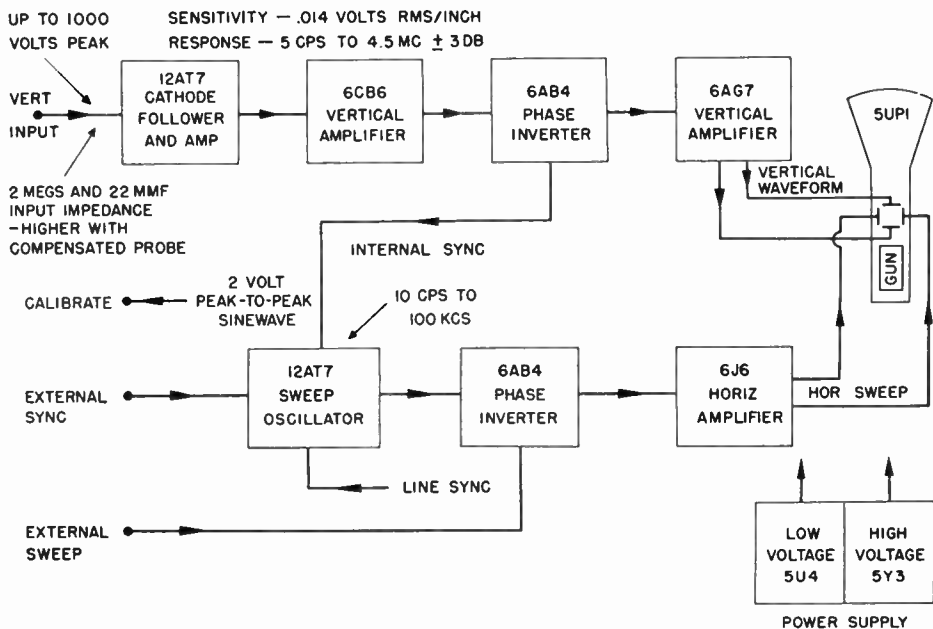 UP TO 1000
VOLTS PEAK
SENSITIVITY — .014 VOLTS RMS/INCH
RESPONSE — 5 CPS TO 4.5 MC ± 3 DB
VERT
INPUT
12AT7
CATHODE
FOLLOWER
AND AMP
6CB6
VERTICAL
AMPLIFIER
6AB4
PHASE
INVERTER
6AG7
VERTICAL
AMPLIFIER
5UP1
VERTICAL
WAVEFORM
GUN
2 MEGS AND 22 MMF
INPUT IMPEDANCE
-HIGHER WITH
COMPENSATED PROBE
INTERNAL SYNC
CALIBRATE
2 VOLT
PEAK-TO-PEAK
SINEWAVE
10 CPS TO
100 KCS
EXTERNAL
SYNC
12AT7
SWEEP
OSCILLATOR
6AB4
PHASE
INVERTER
6J6
HORIZ
AMPLIFIER
HOR SWEEP
LINE SYNC
EXTERNAL
SWEEP
LOW
VOLTAGE
5U4
HIGH
VOLTAGE
5Y3
POWER SUPPLY